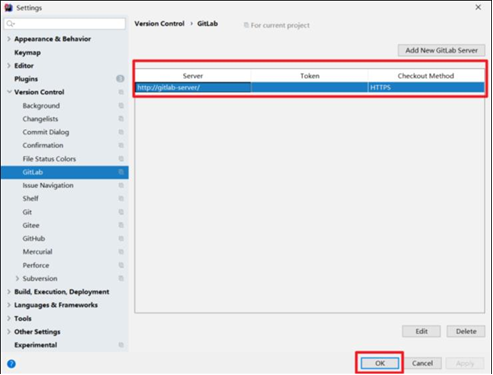 Settings
Version Control › GitLab
For current project
Appearance & Behavior
Keymap
Editor
Plugins
Version Control
Background
Changelists
Commit Dialog
Confirmation
File Status Colors
GitLab
Issue Navigation
Shelf
Git
Gitee
GitHub
Mercurial
Perforce
Subversion
Build, Execution, Deployment
Languages & Frameworks
Tools
Other Settings
Experimental
Add New GitLab Server
Server Token Checkout Method
http://gitlab-server/ HTTPS
Edit Delete
? OK Cancel Apply